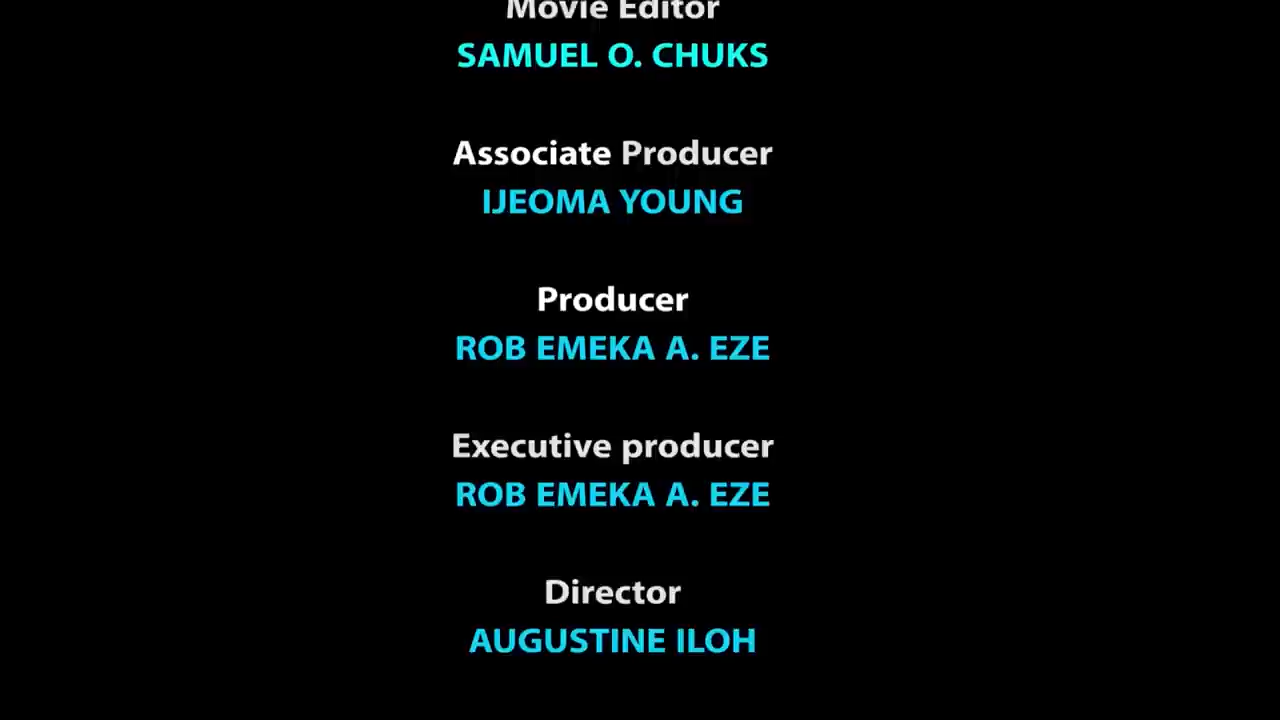 Movie Editor
SAMUEL O. CHUKS
Associate Producer
IJEOMA YOUNG
Producer
ROB EMEKA A. EZE
Executive producer
ROB EMEKA A. EZE
Director
AUGUSTINE ILOH